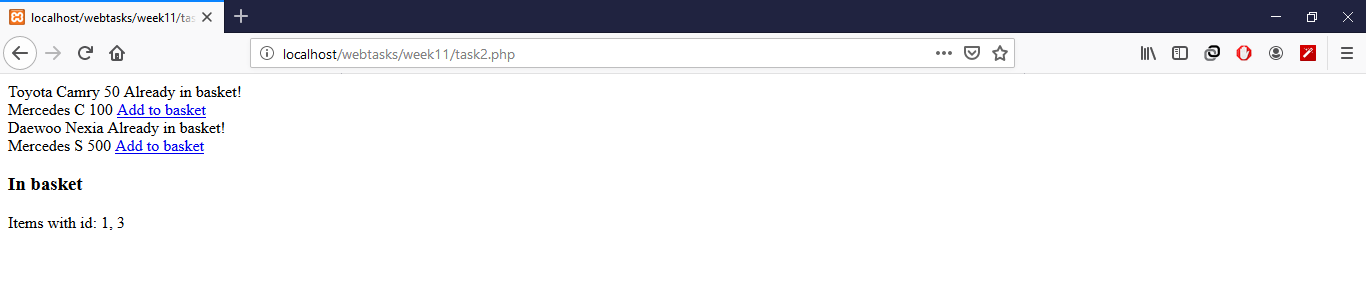 localhost/webtasks/week11/tas
localhost/webtasks/week11/task2.php
Toyota Camry 50 Already in basket!
Mercedes C 100 Add to basket
Daewoo Nexia Already in basket!
Mercedes S 500 Add to basket
In basket
Items with id: 1, 3